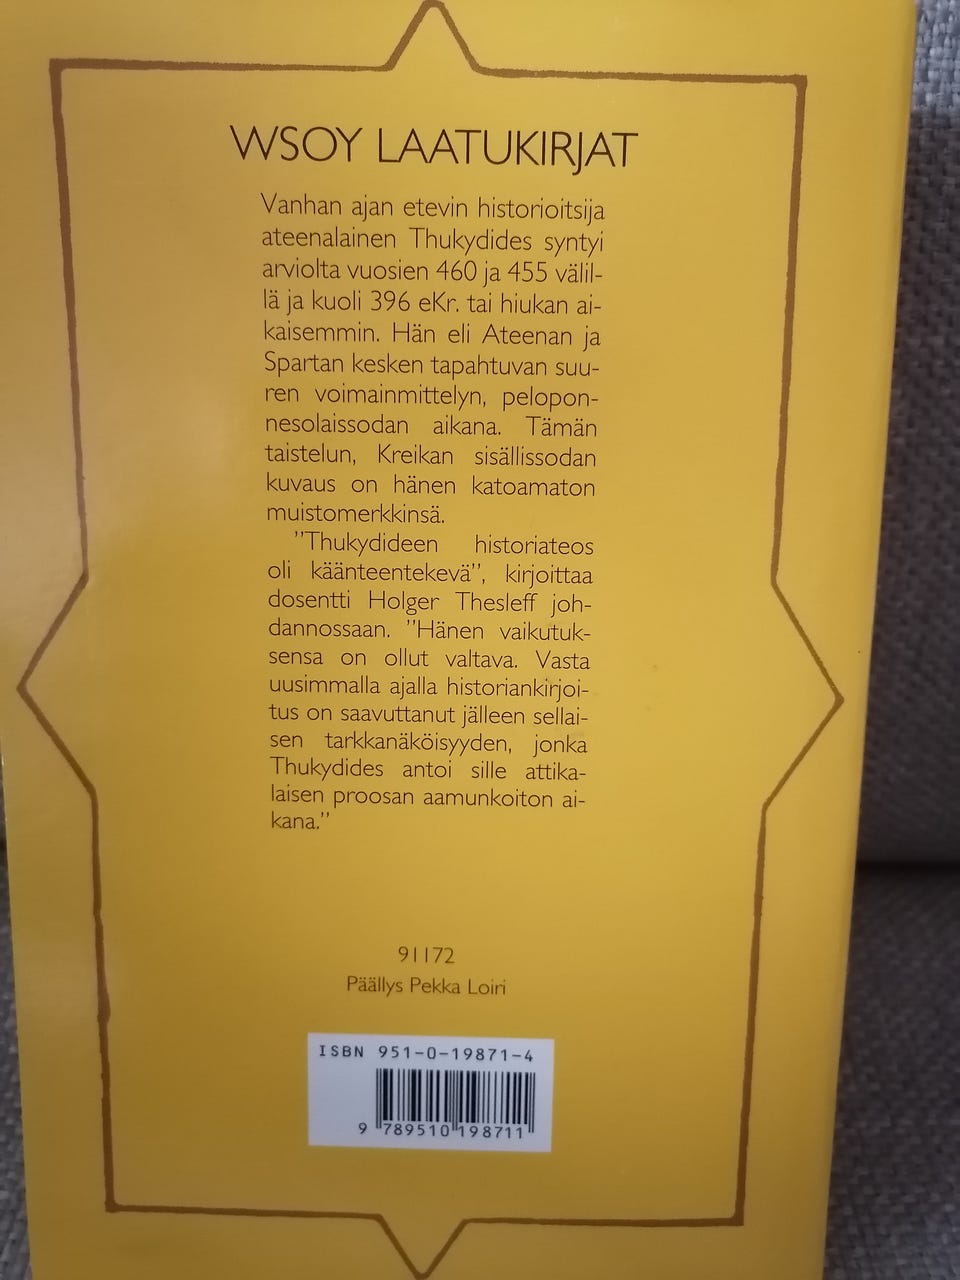 WSOY LAATUKIRJAT
Vanhan ajan etevin historioitsija
ateenalainen Thukydides syntyi
arviolta vuosien 460 ja 455 välil-
lä ja kuoli 396 eKr. tai hiukan ai-
kaisemmin. Hän eli Ateenan ja
Spartan kesken tapahtuvan suu-
ren voimainmittelyn, pelopon-
nesolaissodan aikana. Tämän
taistelun, Kreikan sisällissodan
kuvaus on hänen katoamaton
muistomerkkinsä.
”Thukydideen historiateos
oli käänteentekevä”, kirjoittaa
dosentti Holger Thesleff joh-
dannossaan. ”Hänen vaikutuk-
sensa on ollut valtava. Vasta
uusimmalla ajalla historiankirjoi-
tus on saavuttanut jälleen sellai-
sen tarkkanäköisyyden, jonka
Thukydides antoi sille attika-
laisen proosan aamunkoiton ai-
kana.”
91172
Päällys Pekka Loiri
ISBN 951-0-19871-4
9 789510 198711